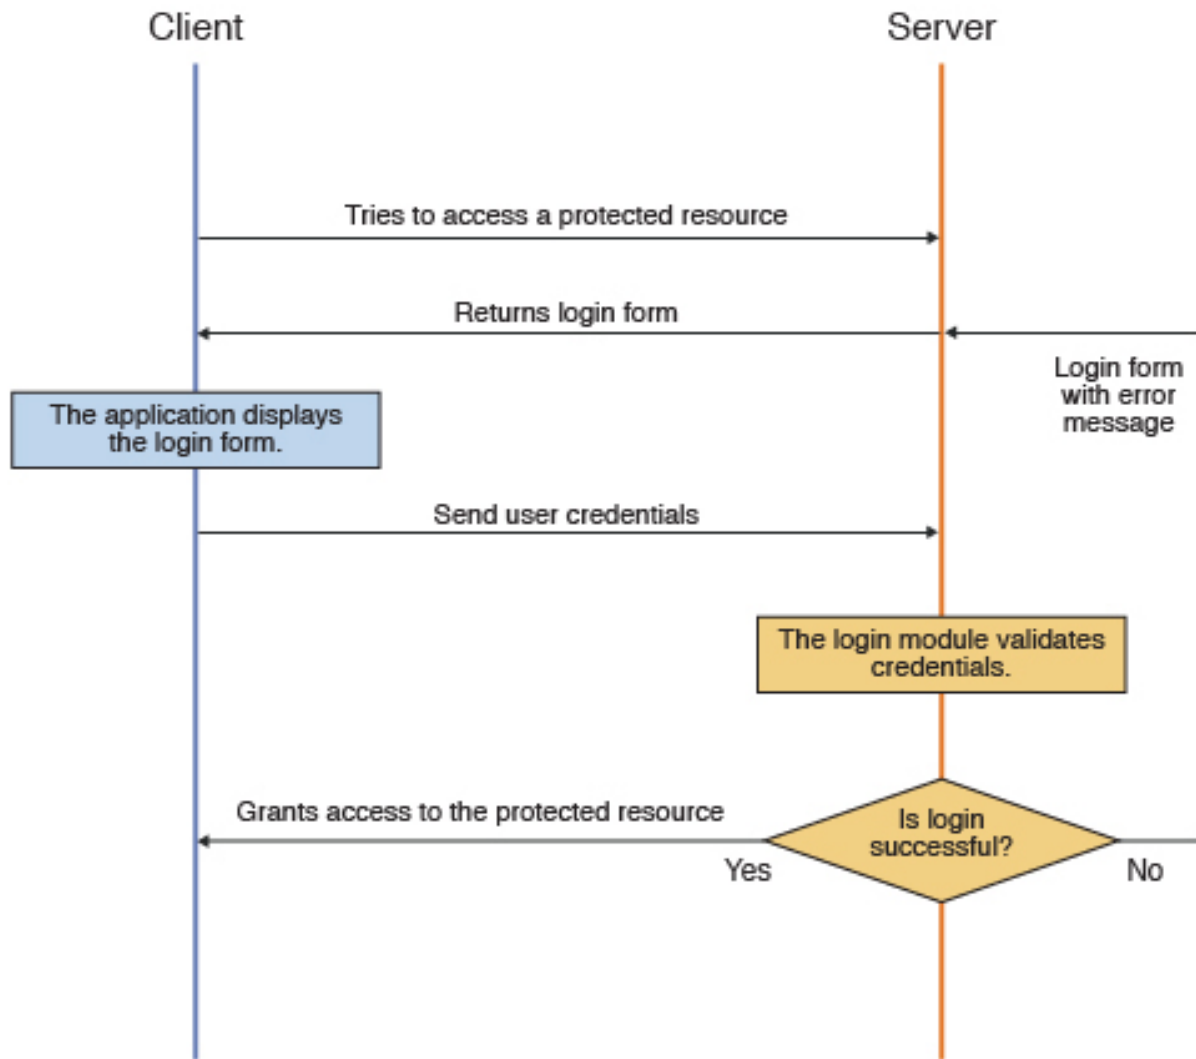 Client
Server
Tries to access a protected resource
Returns login form
Login form
with error
message
The application displays
the login form.
Send user credentials
The login module validates
credentials.
Grants access to the protected resource
Is login
successful?
Yes
No